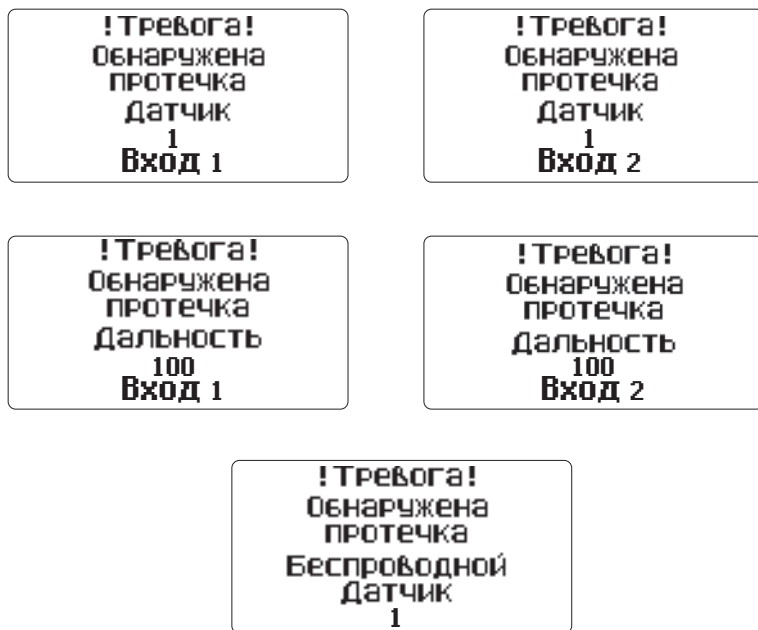 !Тревога!
Обнаружена
протечка
Датчик
1
Вход 1
!Тревога!
Обнаружена
протечка
Датчик
1
Вход 2
!Тревога!
Обнаружена
протечка
Дальность
100
Вход 1
!Тревога!
Обнаружена
протечка
Дальность
100
Вход 2
!Тревога!
Обнаружена
протечка
Беспроводной
Датчик
1